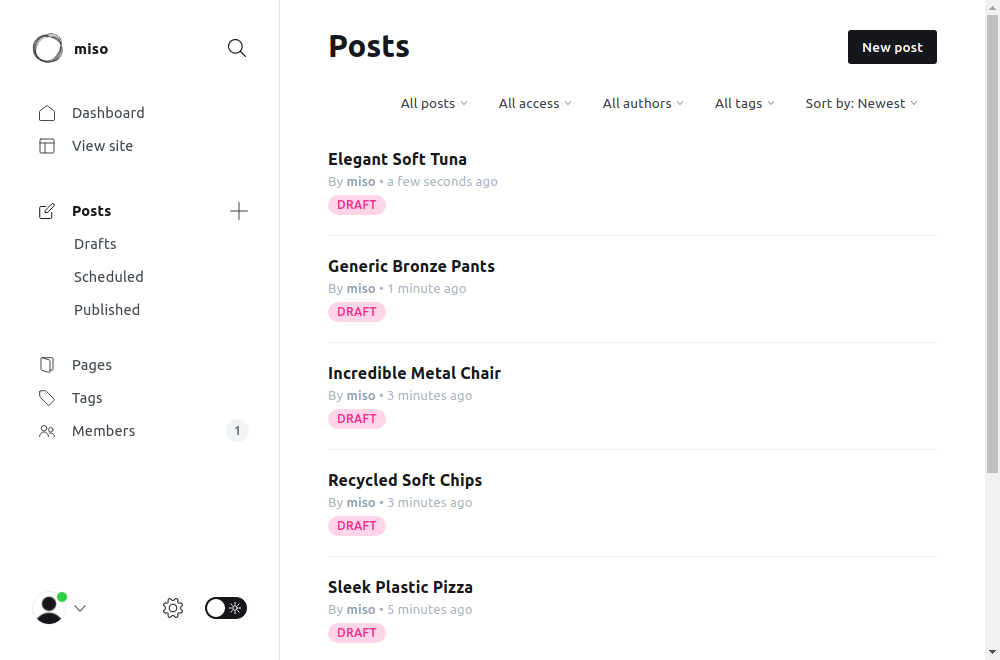 miso
Dashboard
View site
Posts
Drafts
Scheduled
Published
Pages
Tags
Members 1
Posts
New post
All posts All access All authors All tags Sort by: Newest
Elegant Soft Tuna
By miso • a few seconds ago
DRAFT
Generic Bronze Pants
By miso • 1 minute ago
DRAFT
Incredible Metal Chair
By miso • 3 minutes ago
DRAFT
Recycled Soft Chips
By miso • 3 minutes ago
DRAFT
Sleek Plastic Pizza
By miso • 5 minutes ago
DRAFT